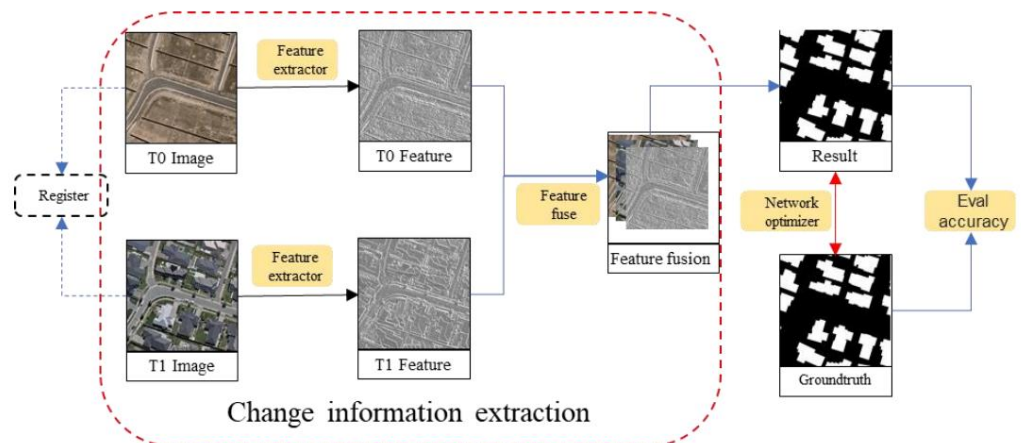 Feature
extractor
T0 Image
T0 Feature
Register
Feature
fuse
Feature fusion
Feature
extractor
T1 Image
T1 Feature
Change information extraction
Result
Network
optimizer
Eval
accuracy
Groundtruth